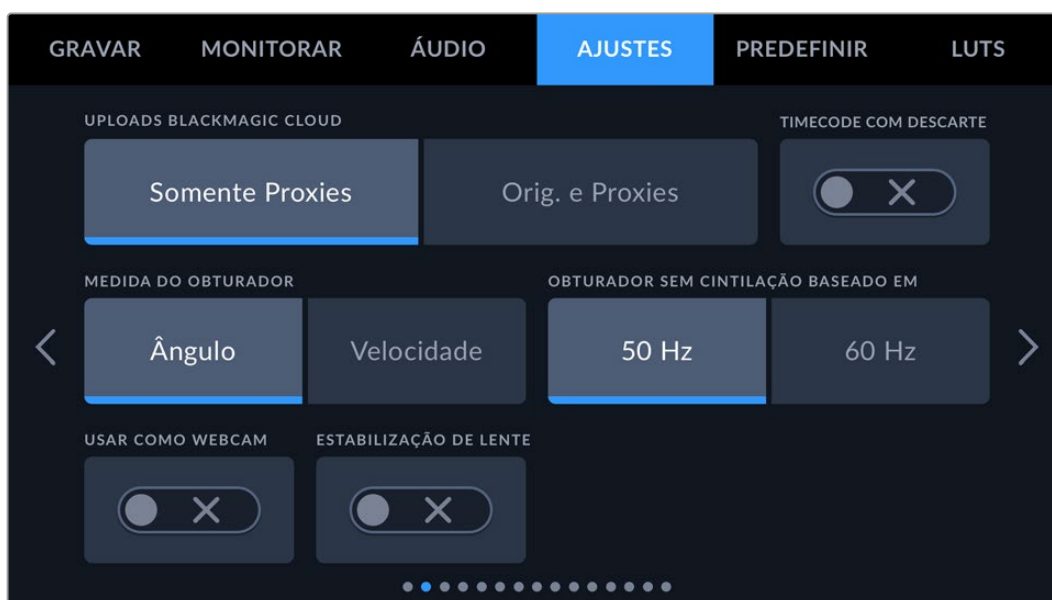 GRAVAR MONITORAR ÁUDIO AJUSTES PREDEFINIR LUTS
UPLOADS BLACKMAGIC CLOUD TIMECODE COM DESCARTE
Somente Proxies Orig. e Proxies
MEDIDA DO OBTURADOR OBTURADOR SEM CINTILAÇÃO BASEADO EM
Ângulo Velocidade 50 Hz 60 Hz
USAR COMO WEBCAM ESTABILIZAÇÃO DE LENTE